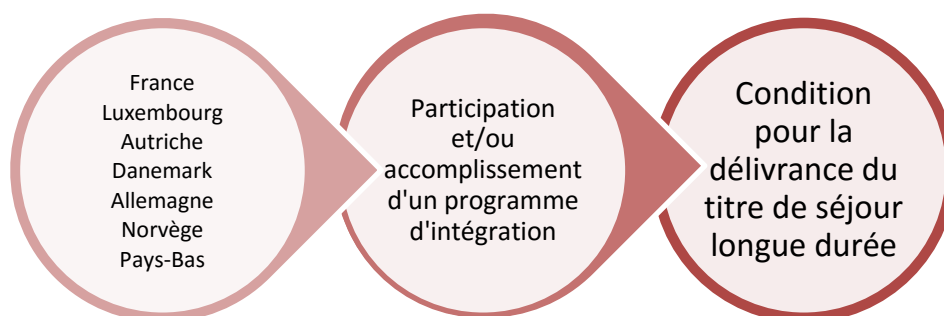 France
Luxembourg
Autriche
Danemark
Allemagne
Norvège
Pays-Bas
Participation
et/ou
accomplissement
d'un programme
d'intégration
Condition
pour la
délivrance du
titre de séjour
longue durée